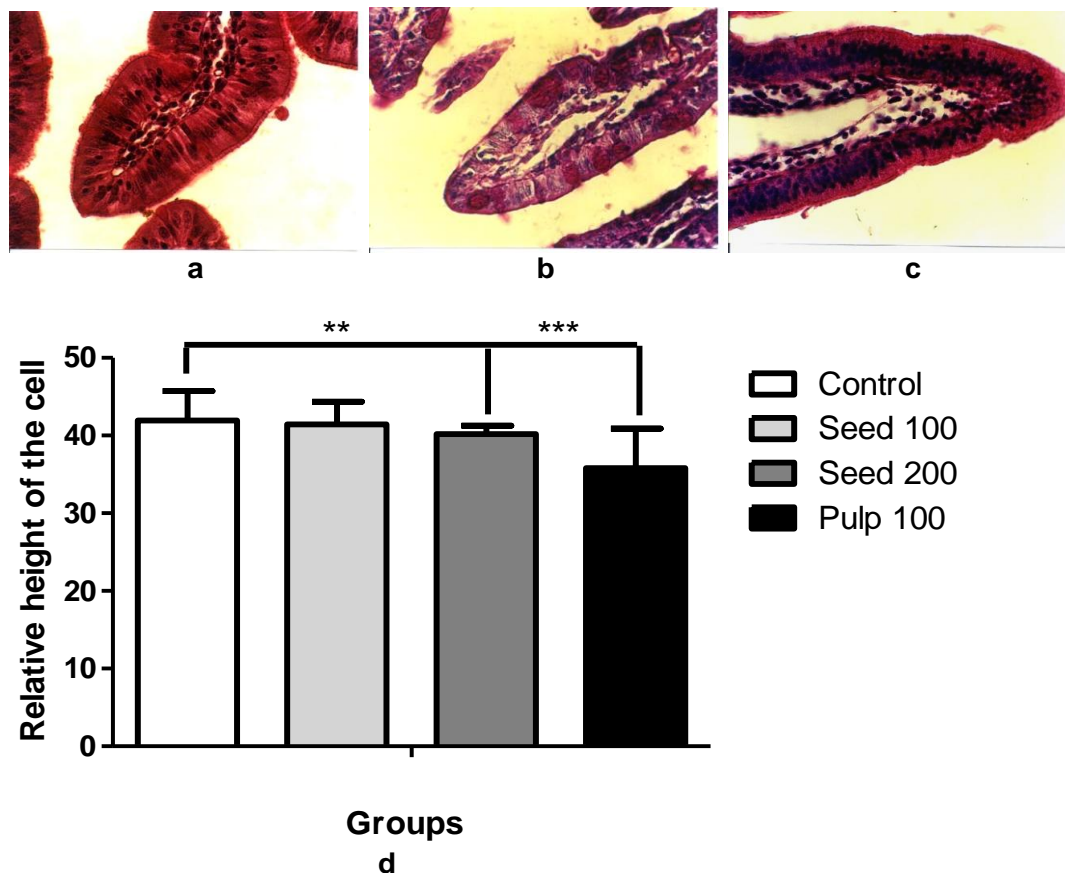 a
b
c
** ***
50
40
30
20
10
0
Relative height of the cell
Control
Seed 100
Seed 200
Pulp 100
Groups
d